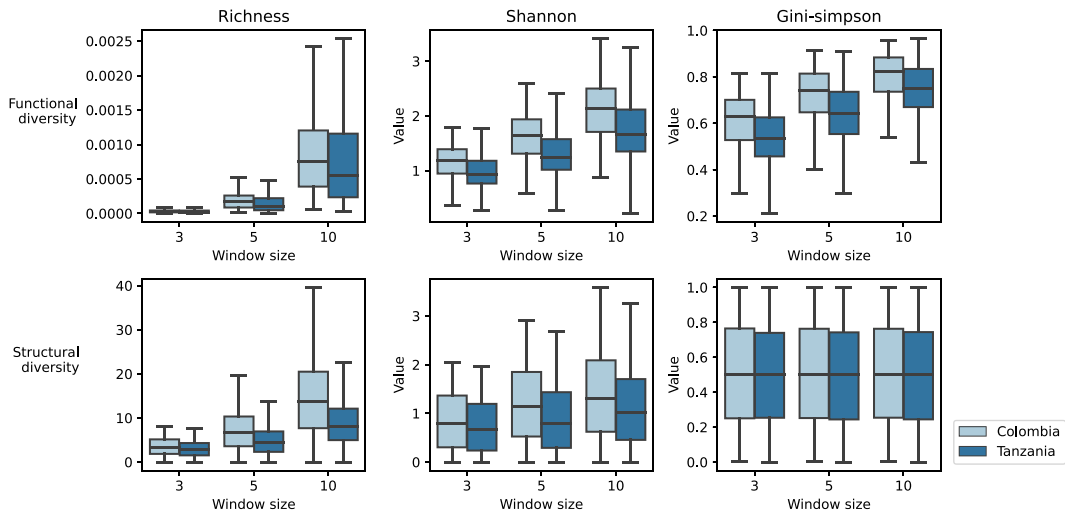 Richness
Shannon
Gini-simpson
Functional
diversity
0.0025
0.0020
0.0015
0.0010
0.0005
0.0000
3 5 10
Window size
Value
3
2
1
3 5 10
Window size
Value
1.0
0.8
0.6
0.4
0.2
3 5 10
Window size
Structural
diversity
40
30
20
10
0
3 5 10
Window size
Value
3
2
1
0
3 5 10
Window size
Value
1.0
0.8
0.6
0.4
0.2
0.0
3 5 10
Window size
Colombia
Tanzania